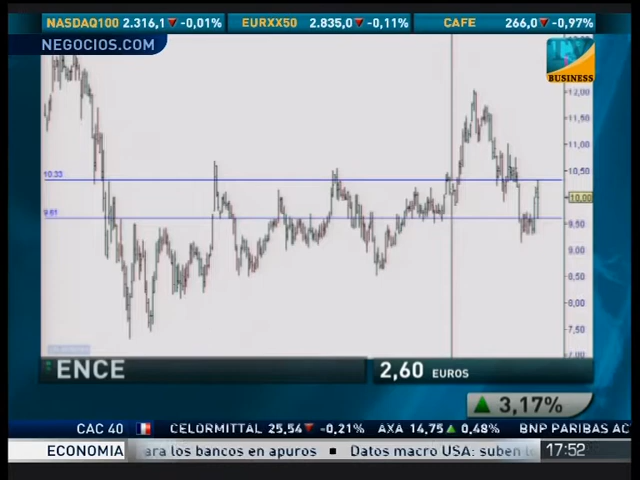 NASDAQ100 2.316,1 -0,01% EURXX50 2.835,0 -0,11% CAFE 266,0 -0,97%
NEGOCIOS.COM
BUSINESS
12,00
11,50
11,00
10.33
10,50
10,00
9.61
9,50
9,00
8,50
8,00
7,50
7,00
ENCE 2,60 EUROS
3,17%
CAC 40 CELORMITTAL 25,54 -0,21% AXA 14,75 0,48% BNP PARIBAS AC
ECONOMIA ara los bancos en apuros ■ Datos macro USA: suben l 17:52